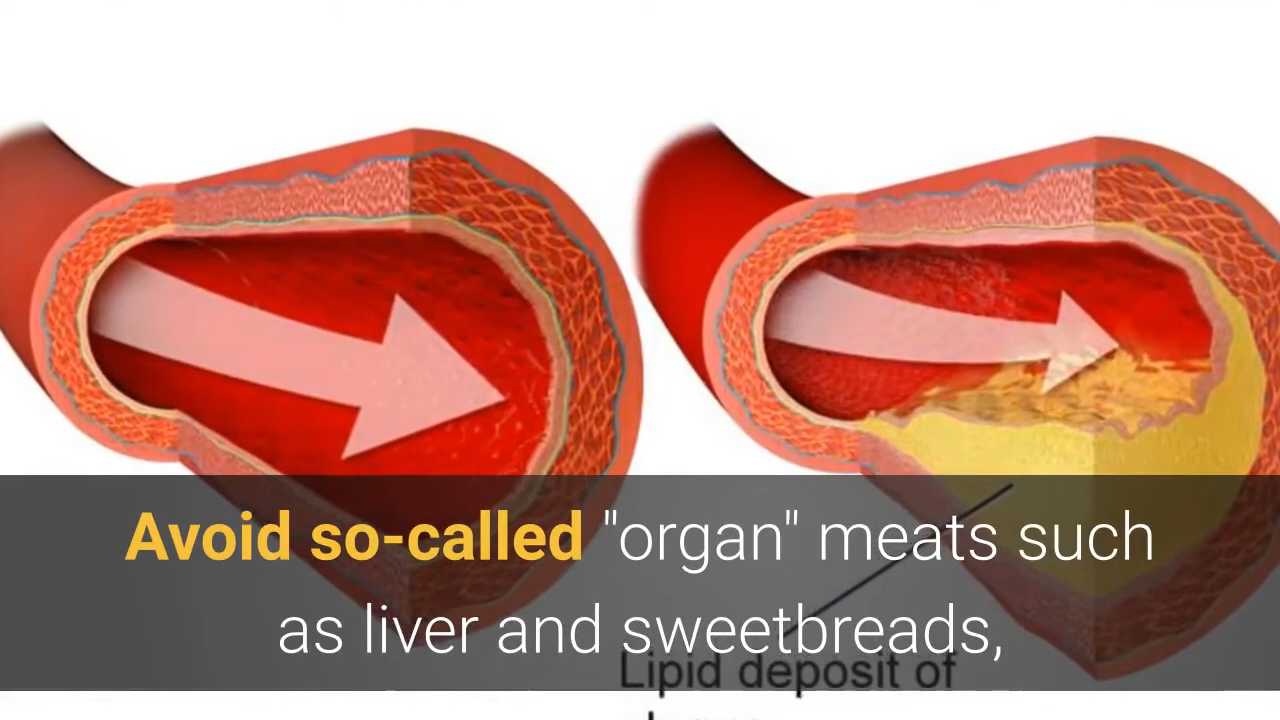 Avoid so-called "organ" meats such
as liver and sweetbreads,
Lipid deposit of